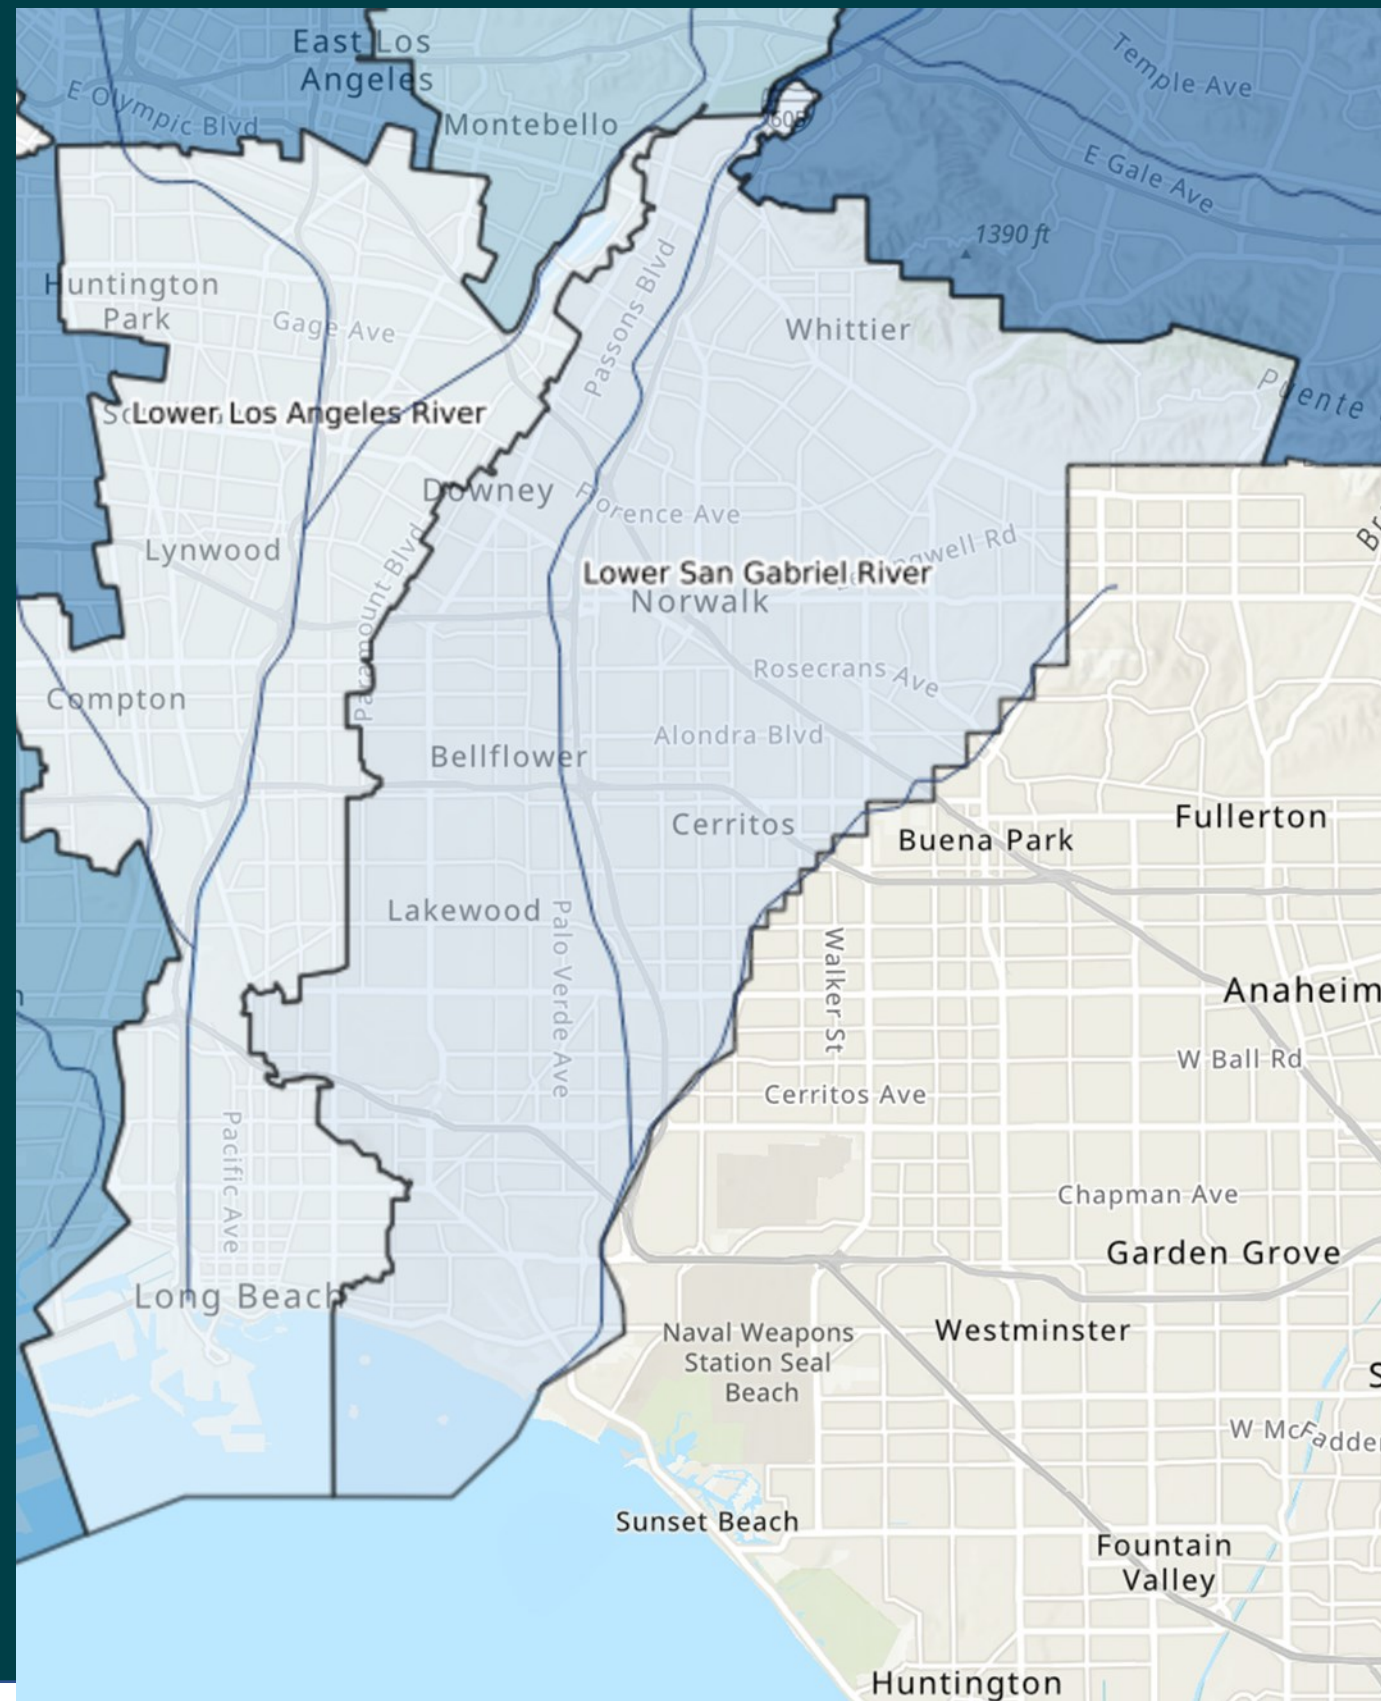 East Los
Angeles
Temple Ave
E Olympic Blvd
Montebello
605
E Gale Ave
1390 ft
Passons Blvd
Huntington
Park
Gage Ave
Whittier
Puente
Lower Los Angeles River
Downey
Florence Ave
Lynwood
Paramount Blvd
Lower San Gabriel River
Norwalk
Rosecrans Ave
Compton
Alondra Blvd
Bellflower
Cerritos
Fullerton
Buena Park
Lakewood
Palo Verde Ave
Walker St
Anaheim
W Ball Rd
Cerritos Ave
Pacific Ave
Chapman Ave
Garden Grove
Long Beach
Naval Weapons
Station Seal
Beach
Westminster
S
W McFadde
Sunset Beach
Fountain
Valley
Huntington